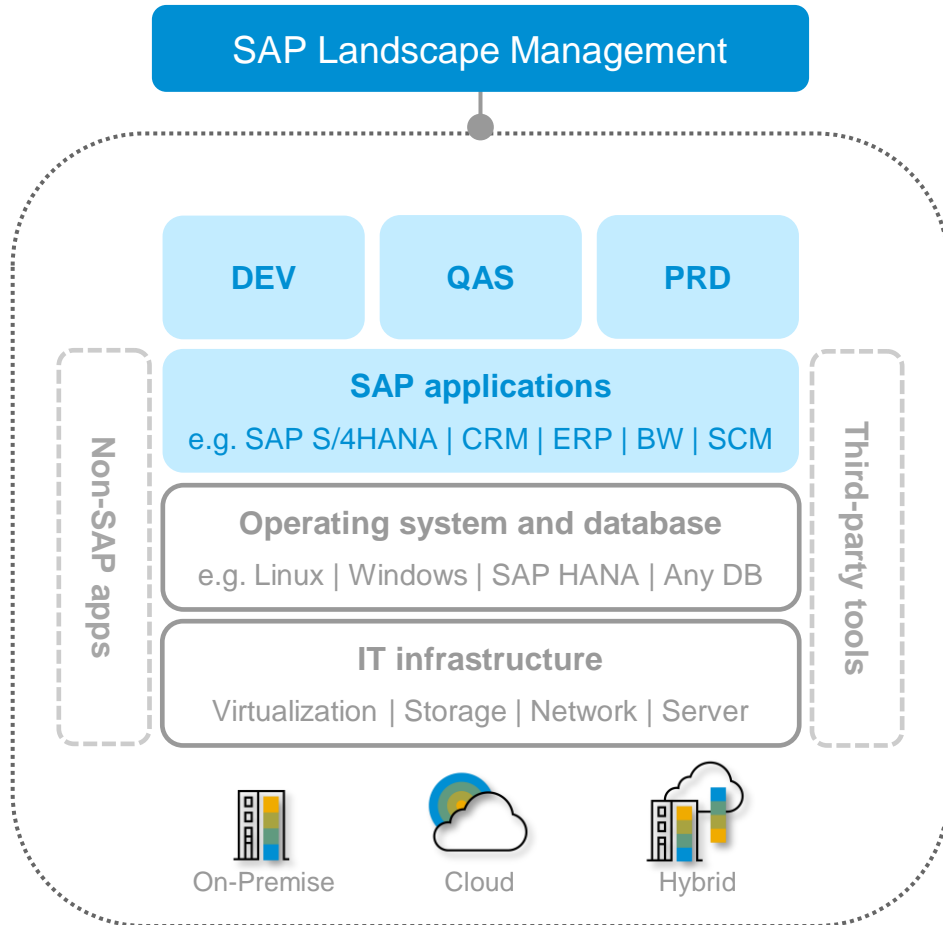 SAP Landscape Management
DEV
QAS
PRD
Non-SAP apps
SAP applications
e.g. SAP S/4HANA | CRM | ERP | BW | SCM
Operating system and database
e.g. Linux | Windows | SAP HANA | Any DB
IT infrastructure
Virtualization | Storage | Network | Server
Third-party tools
On-Premise
Cloud
Hybrid